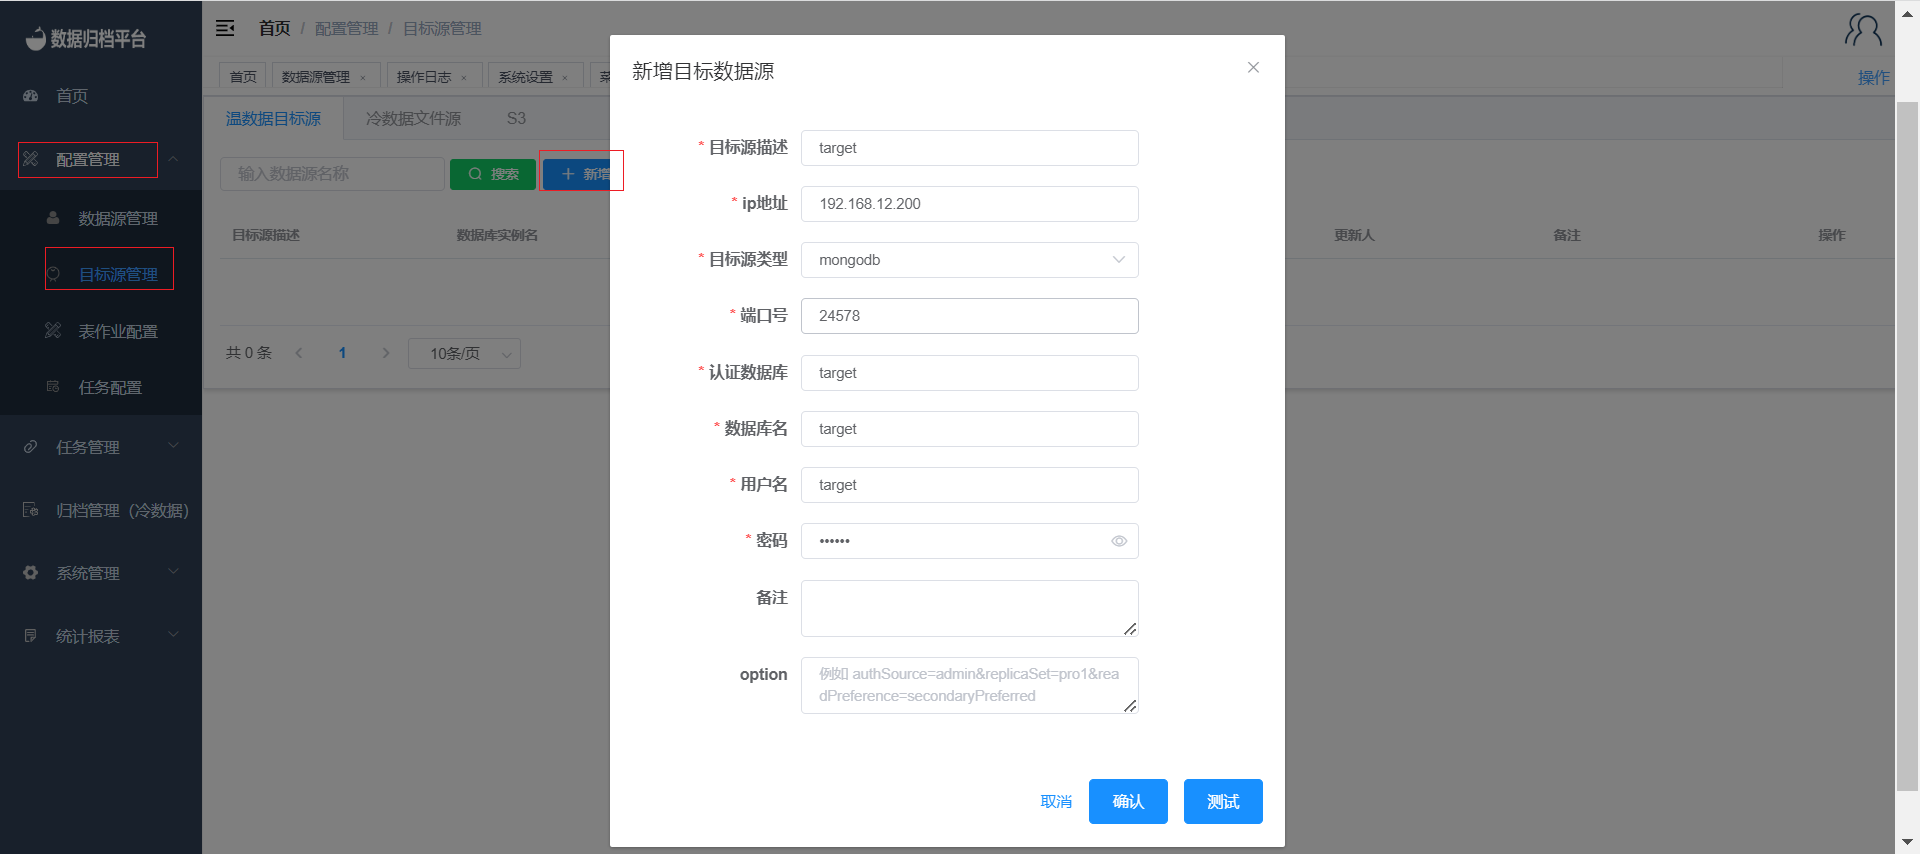 数据归档平台
首页
配置管理
数据源管理
目标源管理
表作业配置
任务配置
任务管理
归档管理（冷数据）
系统管理
统计报表
首页 / 配置管理 / 目标源管理
首页 数据源管理 × 操作日志 × 系统设置 ×
操作
温数据目标源 冷数据文件源 S3
输入数据源名称 搜索 + 新增
目标源描述 数据库实例名 更新人 备注 操作
共 0 条 < 1 > 10条/页
新增目标数据源
* 目标源描述 target
* ip地址 192.168.12.200
* 目标源类型 mongodb
* 端口号 24578
* 认证数据库 target
* 数据库名 target
* 用户名 target
* 密码 ••••••
备注
option 例如 authSource=admin&replicaSet=pro1&rea
dPreference=secondaryPreferred
取消 确认 测试